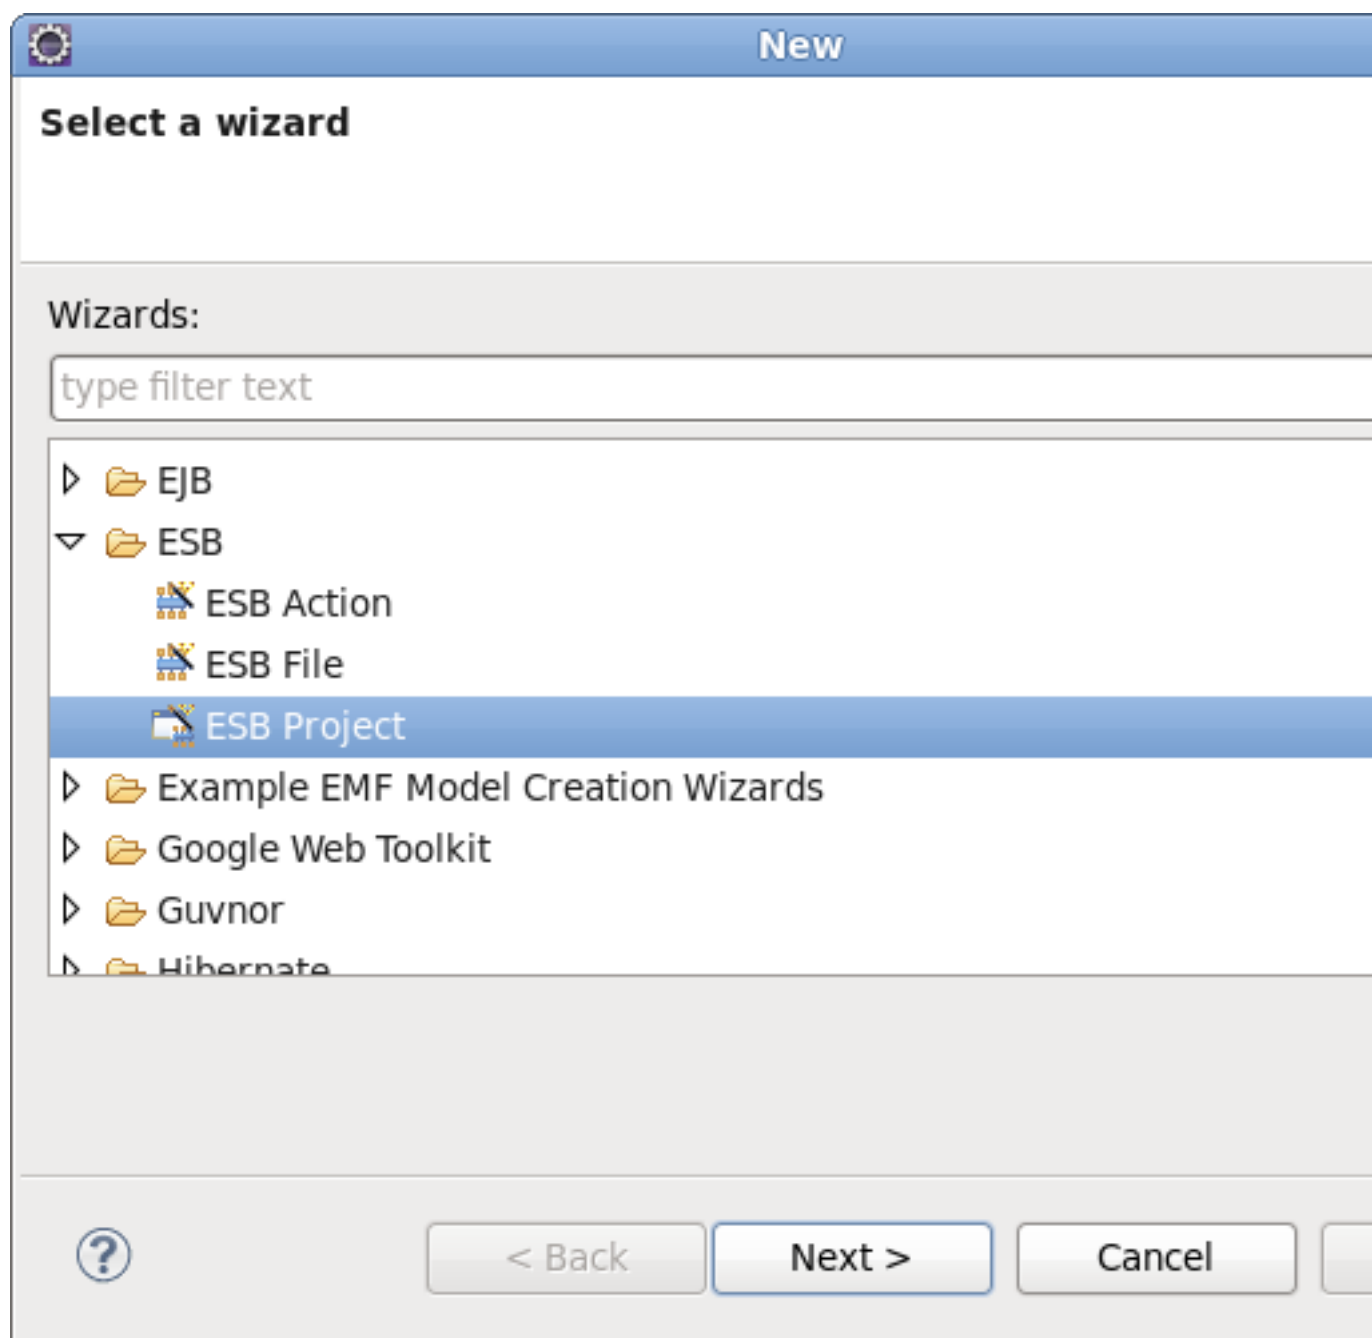 New
Select a wizard
Wizards:
type filter text
EJB
ESB
ESB Action
ESB File
ESB Project
Example EMF Model Creation Wizards
Google Web Toolkit
Guvnor
Hibernate
?
< Back
Next >
Cancel